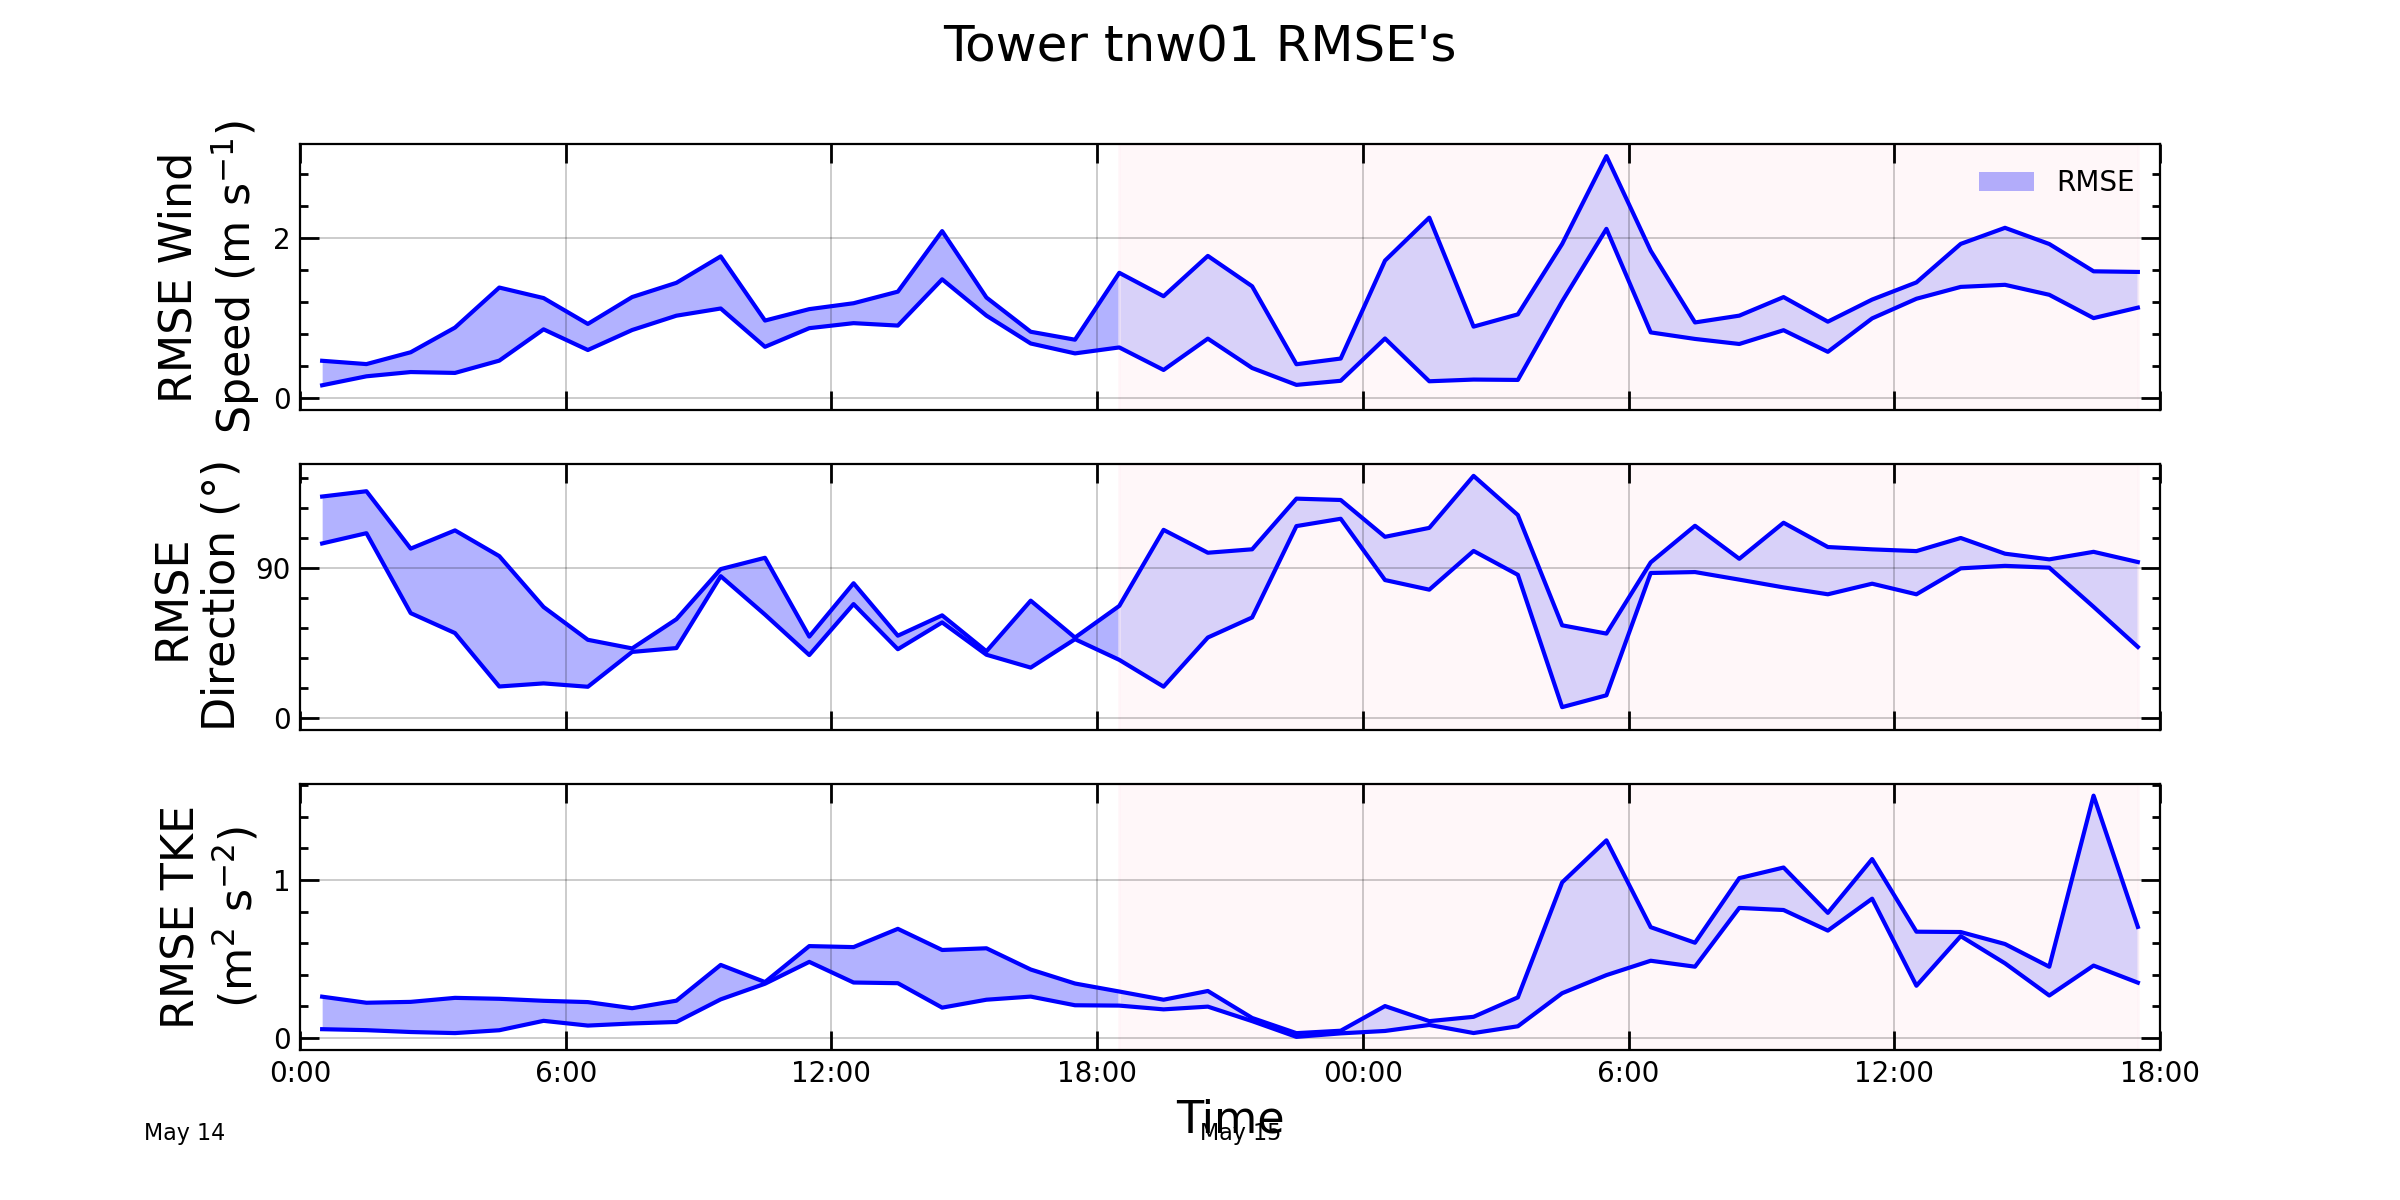 Tower tnw01 RMSE's
RMSE Wind
Speed (m s⁻¹)
2
0
RMSE
RMSE
Direction (°)
90
0
RMSE TKE
(m² s⁻²)
1
0
0:00 6:00 12:00 18:00 00:00 6:00 12:00 18:00
Time
May 14 May 15